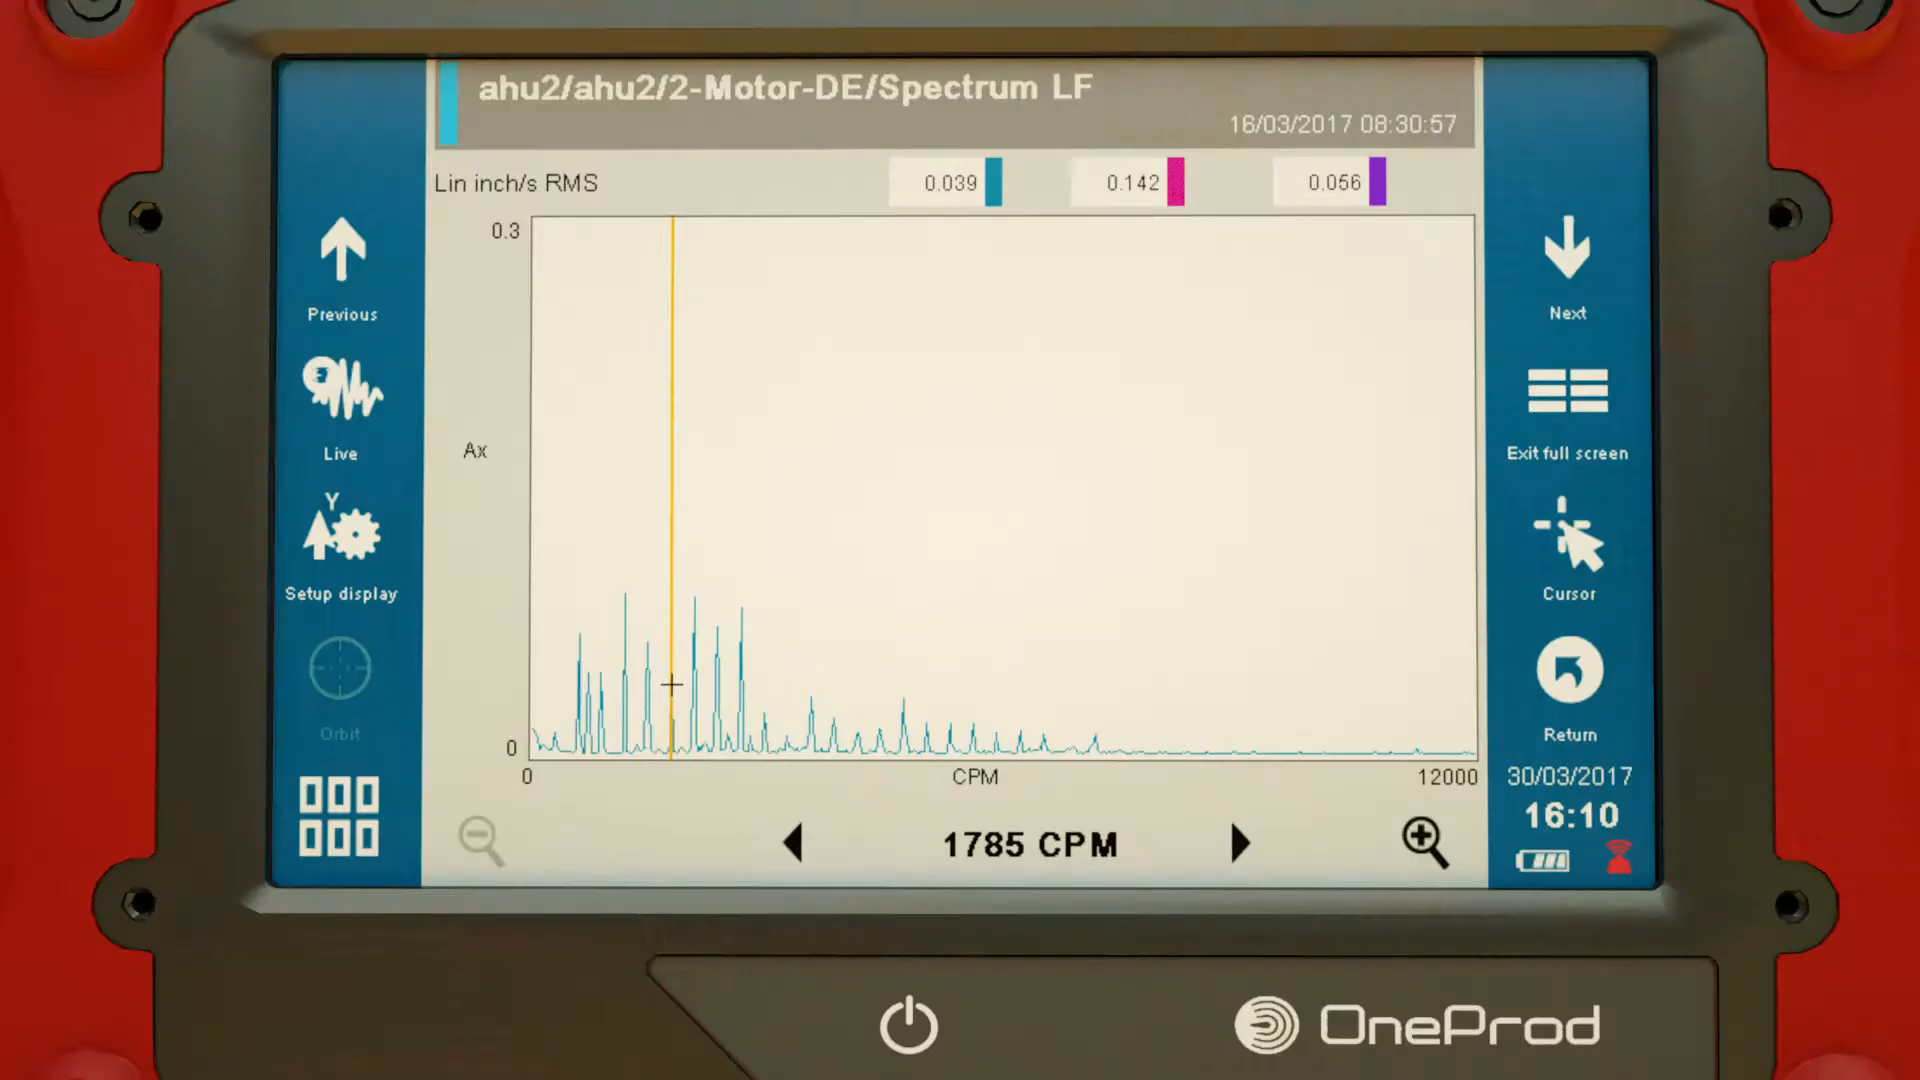 ahu2/ahu2/2-Motor-DE/Spectrum LF
16/03/2017 08:30:57
Lin inch/s RMS
0.039
0.142
0.056
0.3
Ax
0
0
CPM
12000
1785 CPM
Previous
Live
Y
Setup display
Orbit
Next
Exit full screen
Cursor
Return
30/03/2017
16:10
OneProd